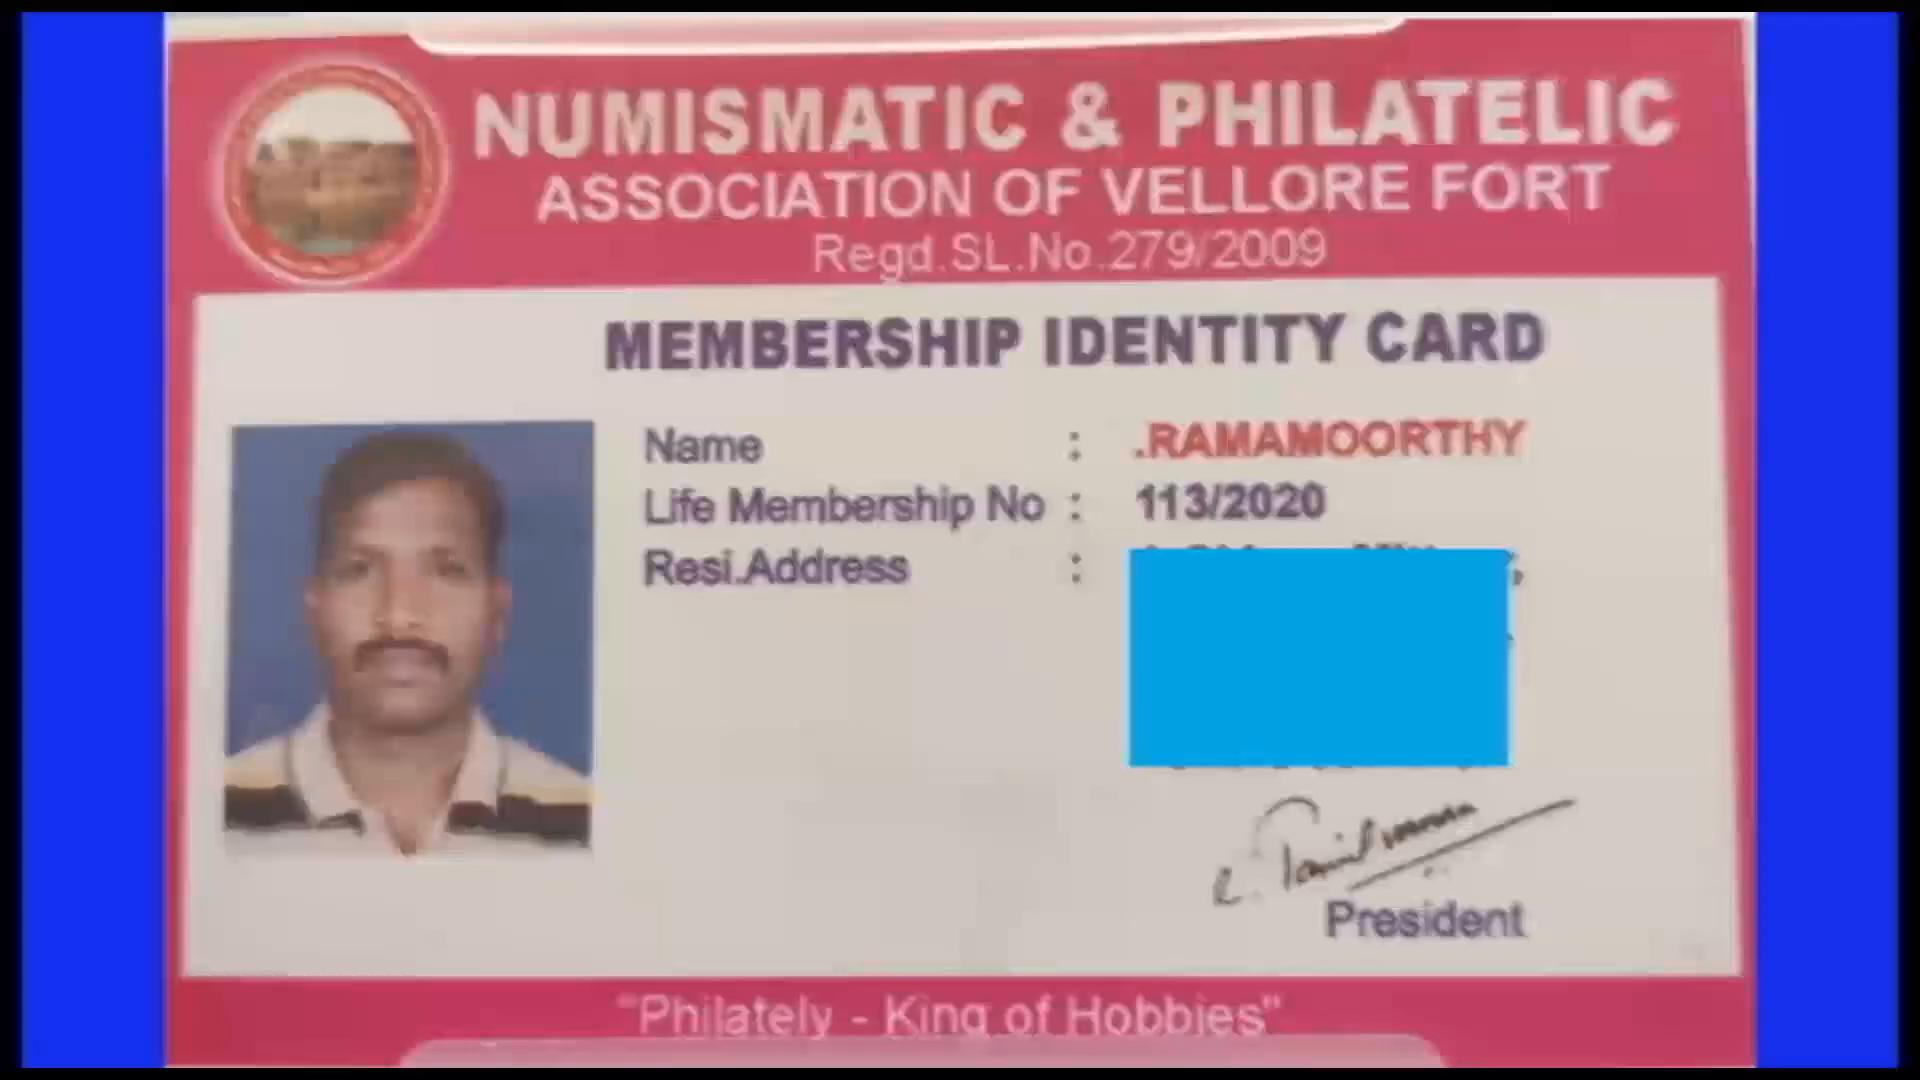 NUMISMATIC & PHILATELIC
ASSOCIATION OF VELLORE FORT
Regd.SL.No.279/2009
MEMBERSHIP IDENTITY CARD
Name : .RAMAMOORTHY
Life Membership No : 113/2020
Resi.Address :
President
"Philately - King of Hobbies"